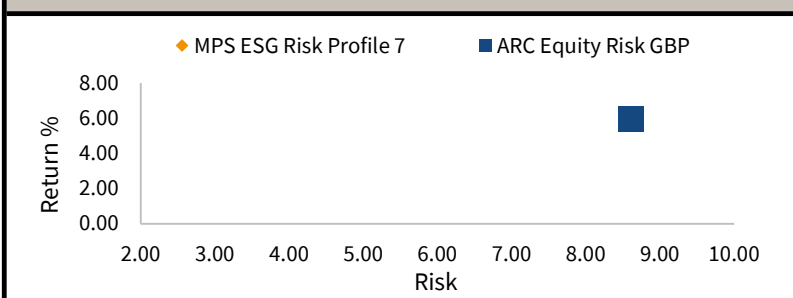 MPS ESG Risk Profile 7 ARC Equity Risk GBP
8.00
6.00
4.00
2.00
0.00
Return %
2.00 3.00 4.00 5.00 6.00 7.00 8.00 9.00 10.00
Risk